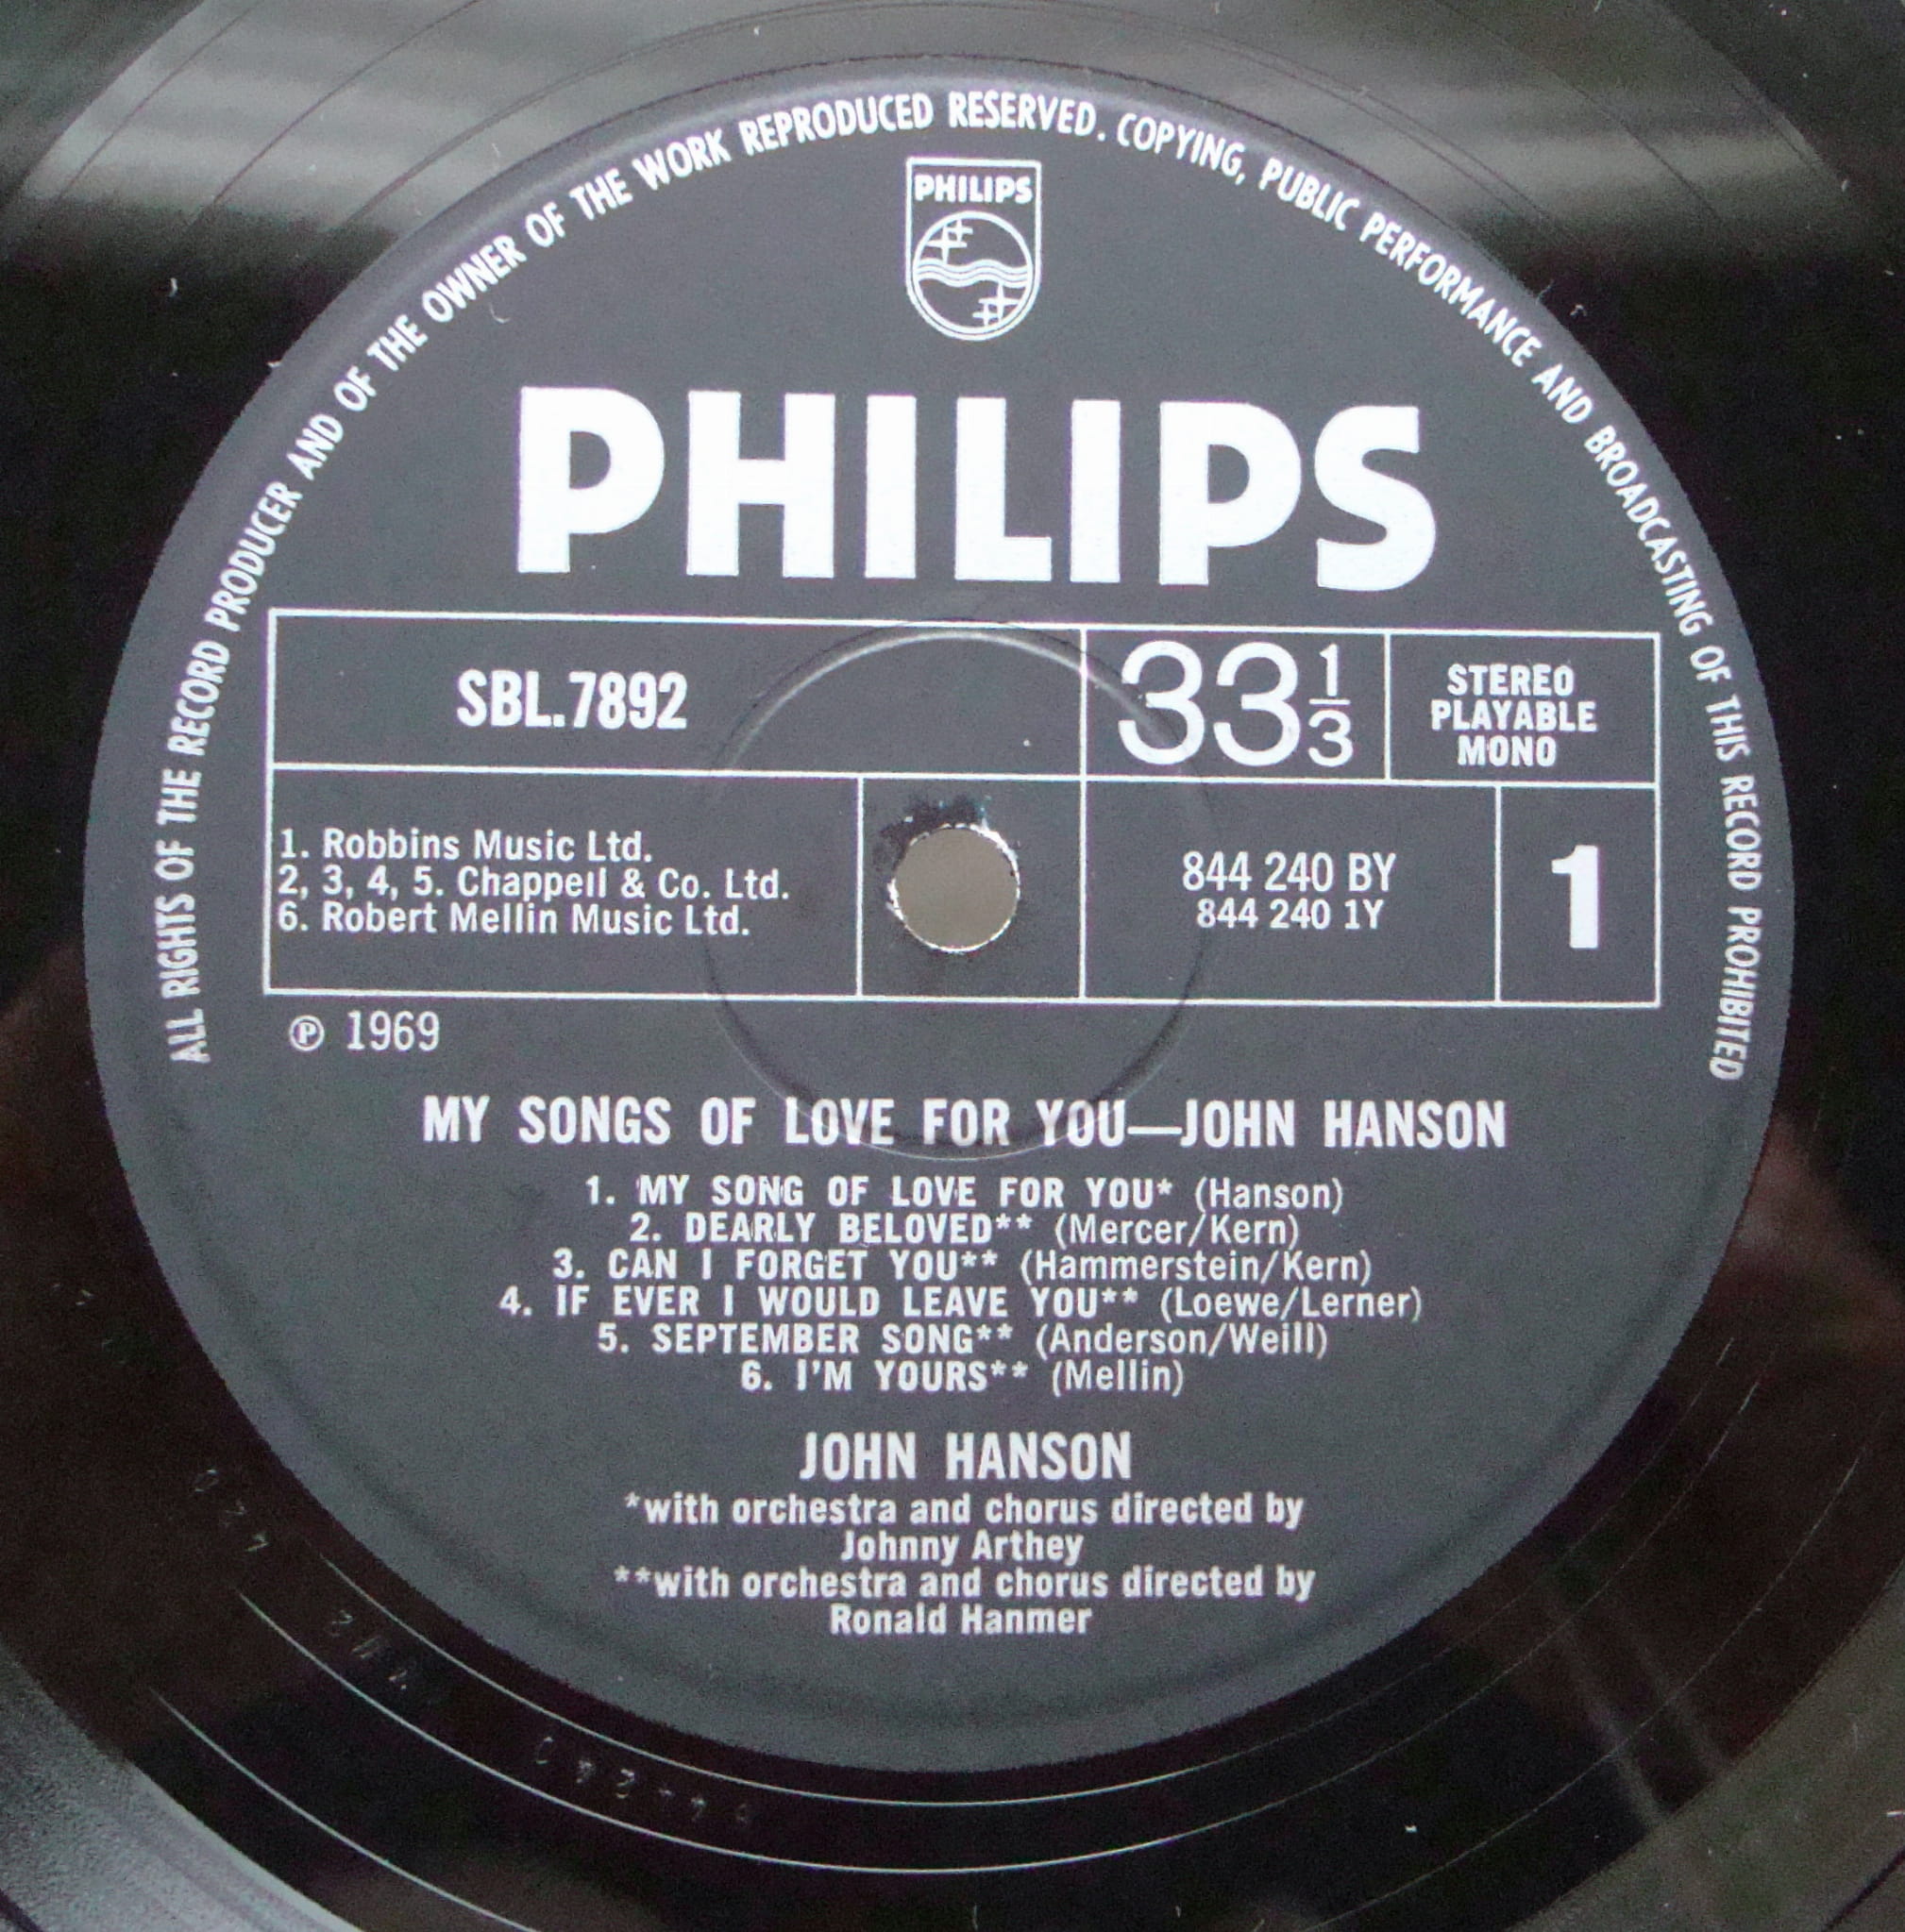 ALL RIGHTS OF THE RECORD PRODUCER AND OF THE OWNER OF THE WORK REPRODUCED RESERVED. COPYING, PUBLIC PERFORMANCE AND BROADCASTING OF THIS RECORD PROHIBITED
PHILIPS
PHILIPS
SBL.7892
33 1/3
STEREO
PLAYABLE
MONO
1. Robbins Music Ltd.
2, 3, 4, 5. Chappell & Co. Ltd.
6. Robert Mellin Music Ltd.
844 240 BY
844 240 1Y
1
℗ 1969
MY SONGS OF LOVE FOR YOU—JOHN HANSON
1. MY SONG OF LOVE FOR YOU* (Hanson)
2. DEARLY BELOVED** (Mercer/Kern)
3. CAN I FORGET YOU** (Hammerstein/Kern)
4. IF EVER I WOULD LEAVE YOU** (Loewe/Lerner)
5. SEPTEMBER SONG** (Anderson/Weill)
6. I'M YOURS** (Mellin)
JOHN HANSON
*with orchestra and chorus directed by
Johnny Arthey
**with orchestra and chorus directed by
Ronald Hanmer